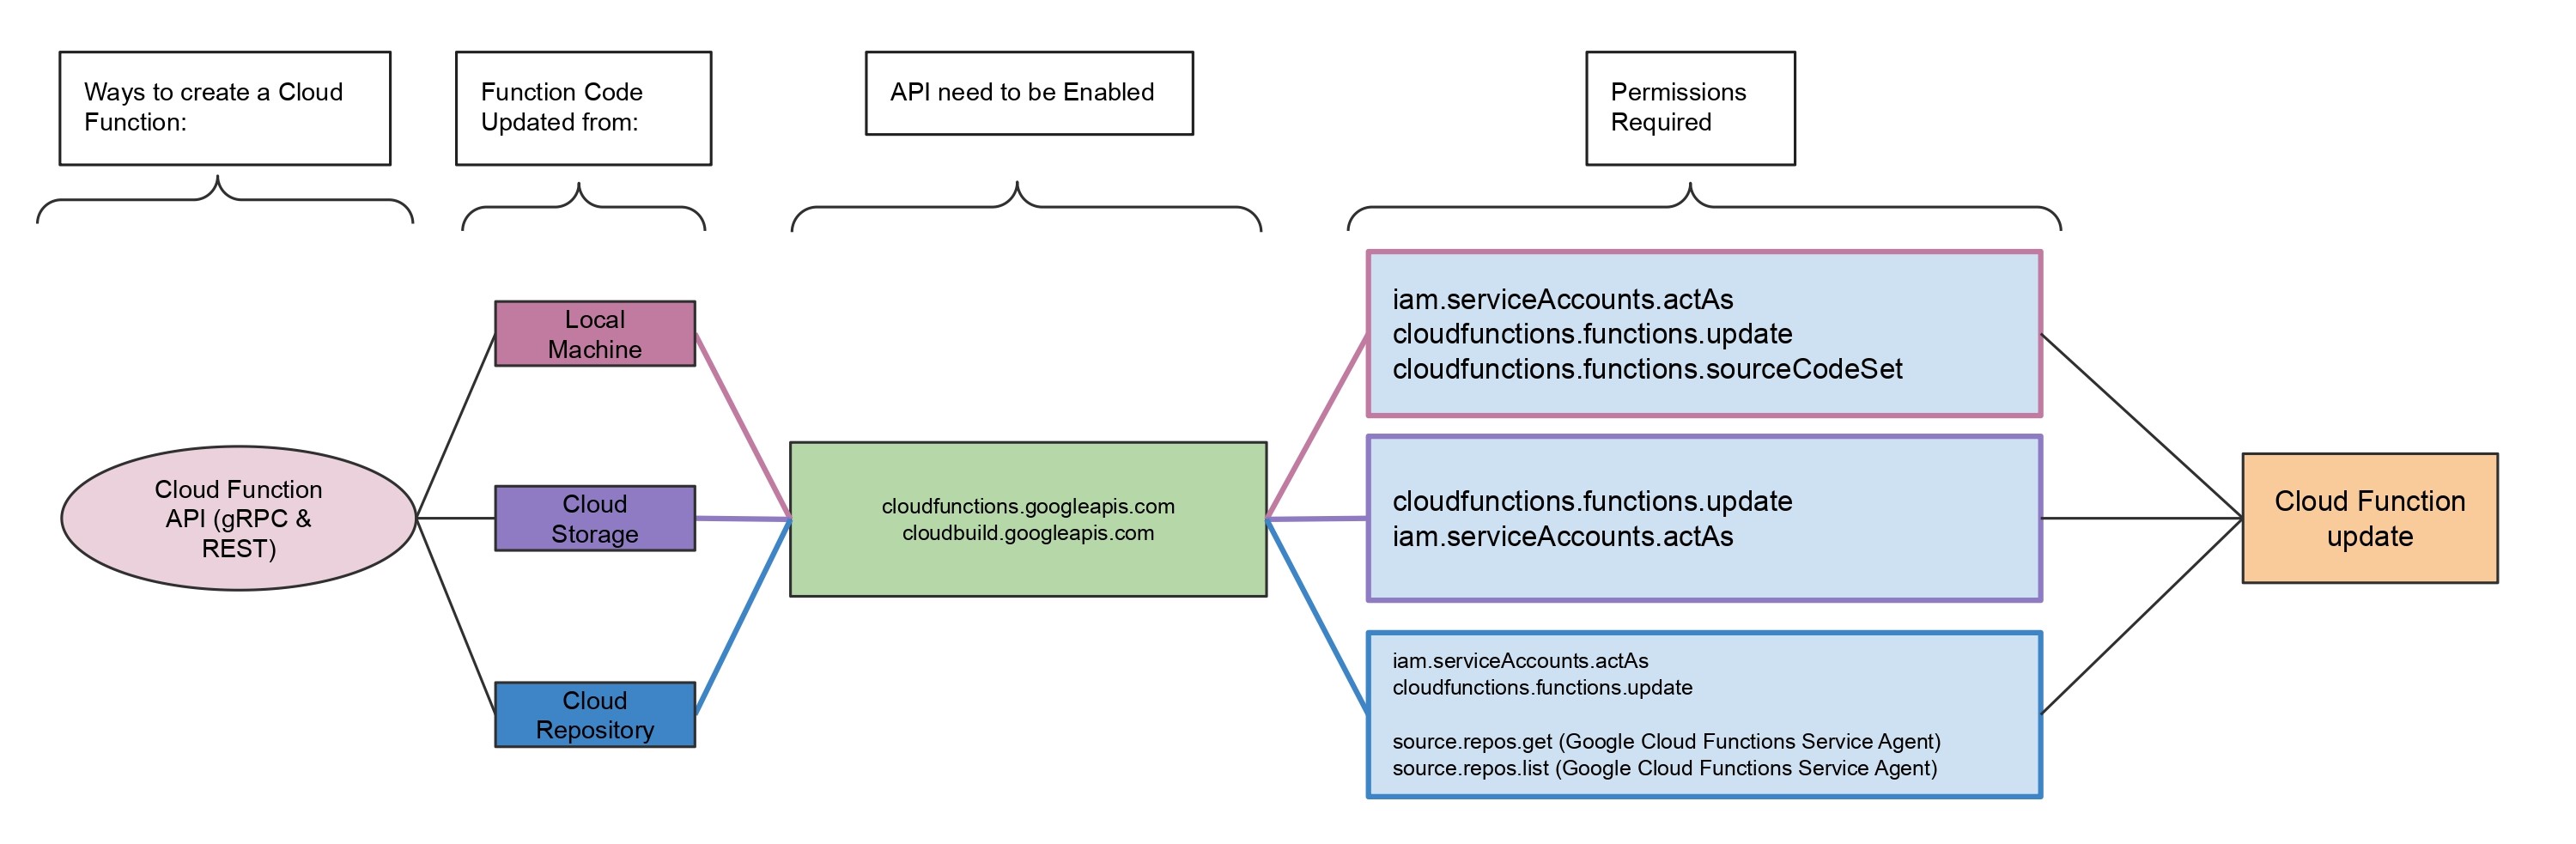 Ways to create a Cloud
Function:
Function Code
Updated from:
API need to be Enabled
Permissions
Required
Cloud Function
API (gRPC &
REST)
Local
Machine
Cloud
Storage
Cloud
Repository
cloudfunctions.googleapis.com
cloudbuild.googleapis.com
iam.serviceAccounts.actAs
cloudfunctions.functions.update
cloudfunctions.functions.sourceCodeSet
cloudfunctions.functions.update
iam.serviceAccounts.actAs
iam.serviceAccounts.actAs
cloudfunctions.functions.update
source.repos.get (Google Cloud Functions Service Agent)
source.repos.list (Google Cloud Functions Service Agent)
Cloud Function
update